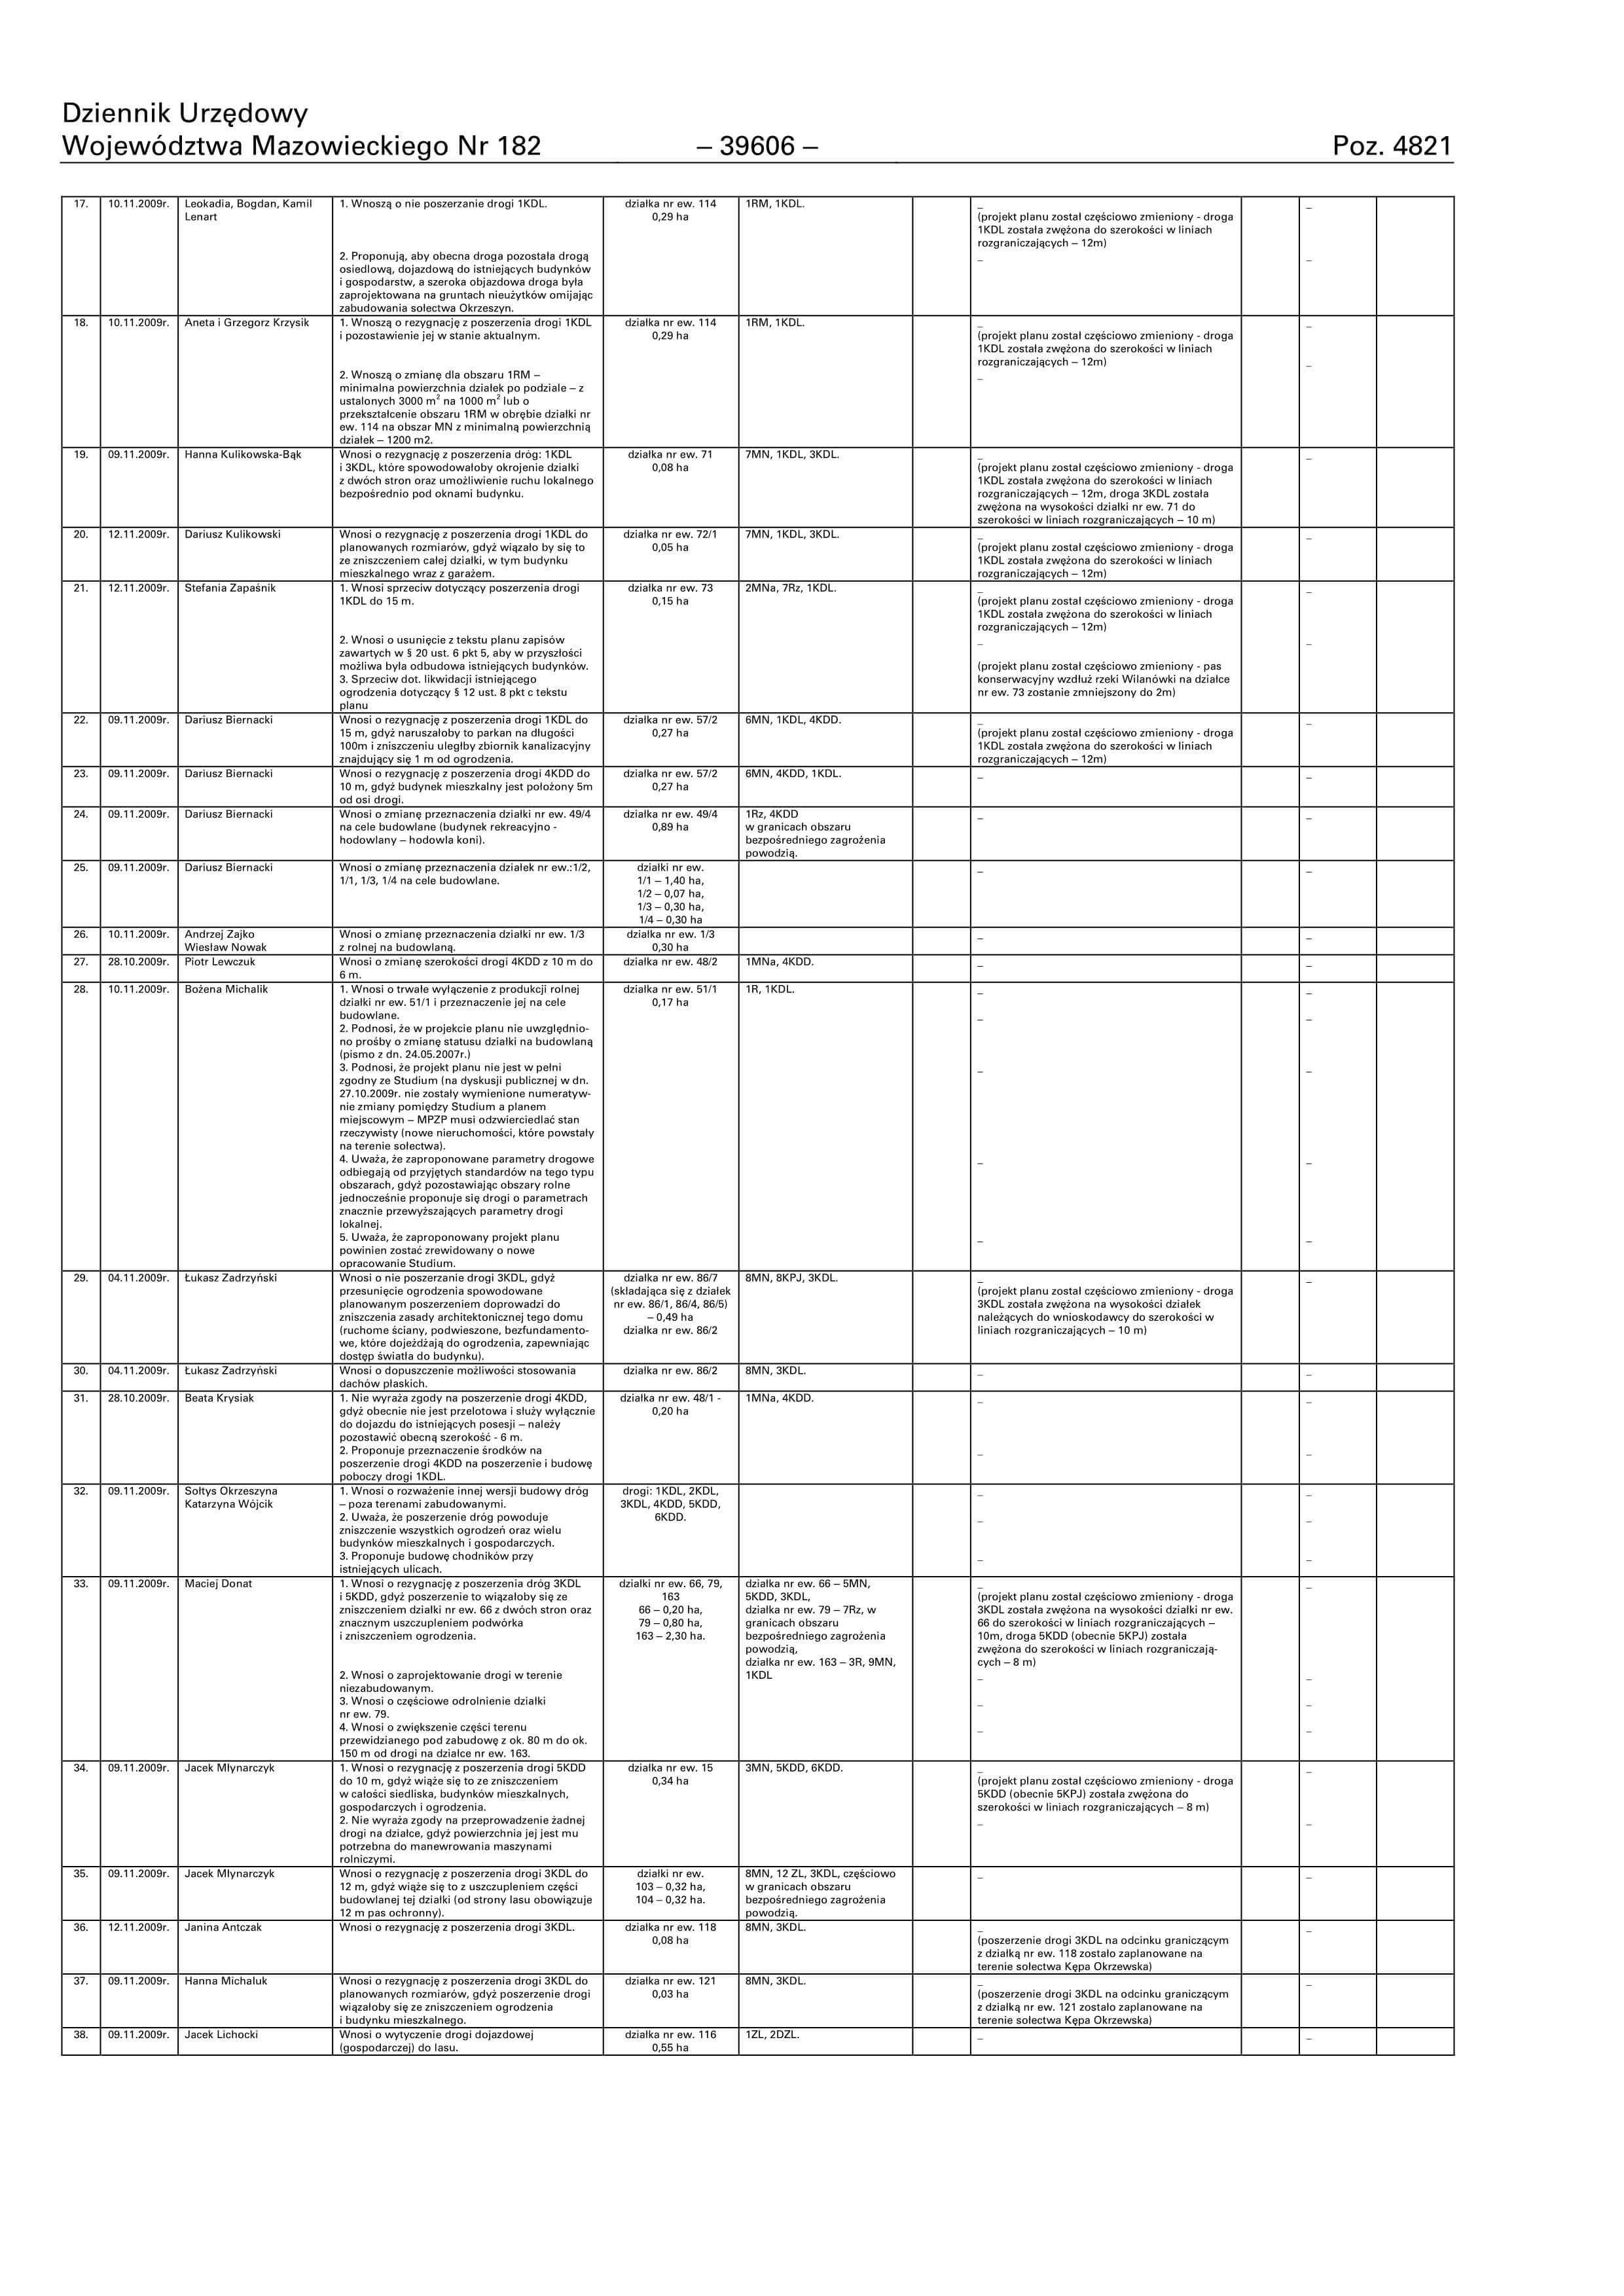 Dziennik Urzędowy
Województwa Mazowieckiego Nr 182 – 39606 – Poz. 4821
17. 10.11.2009r. Leokadia, Bogdan, Kamil Lenart
1. Wnoszą o nie poszerzanie drogi 1KDL.
2. Proponują, aby obecna droga pozostała drogą
osiedlową, dojazdową do istniejących budynków
i gospodarstw, a szeroka objazdowa droga była
zaprojektowana na gruntach nieużytków omijając
zabudowania sołectwa Okrzeszyn.
działka nr ew. 114
0,29 ha
1RM, 1KDL.
–
(projekt planu został częściowo zmieniony - droga
1KDL została zwężona do szerokości w liniach
rozgraniczających – 12m)
–
–
–
18. 10.11.2009r. Aneta i Grzegorz Krzysik
1. Wnoszą o rezygnację z poszerzenia drogi 1KDL
i pozostawienie jej w stanie aktualnym.
2. Wnoszą o zmianę dla obszaru 1RM –
minimalna powierzchnia działek po podziale – z
ustalonych 3000 m² na 1000 m² lub o
przekształcenie obszaru 1RM w obrębie działki nr
ew. 114 na obszar MN z minimalną powierzchnią
działek – 1200 m2.
działka nr ew. 114
0,29 ha
1RM, 1KDL.
–
(projekt planu został częściowo zmieniony - droga
1KDL została zwężona do szerokości w liniach
rozgraniczających – 12m)
–
–
–
19. 09.11.2009r. Hanna Kulikowska-Bąk
Wnosi o rezygnację z poszerzenia dróg: 1KDL
i 3KDL, które spowodowałoby okrojenie działki
z dwóch stron oraz umożliwienie ruchu lokalnego
bezpośrednio pod oknami budynku.
działka nr ew. 71
0,08 ha
7MN, 1KDL, 3KDL.
–
(projekt planu został częściowo zmieniony - droga
1KDL została zwężona do szerokości w liniach
rozgraniczających – 12m, droga 3KDL została
zwężona na wysokości działki nr ew. 71 do
szerokości w liniach rozgraniczających – 10 m)
–
20. 12.11.2009r. Dariusz Kulikowski
Wnosi o rezygnację z poszerzenia drogi 1KDL do
planowanych rozmiarów, gdyż wiązało by się to
ze zniszczeniem całej działki, w tym budynku
mieszkalnego wraz z garażem.
działka nr ew. 72/1
0,05 ha
7MN, 1KDL, 3KDL.
–
(projekt planu został częściowo zmieniony - droga
1KDL została zwężona do szerokości w liniach
rozgraniczających – 12m)
–
21. 12.11.2009r. Stefania Zapaśnik
1. Wnosi sprzeciw dotyczący poszerzenia drogi
1KDL do 15 m.
2. Wnosi o usunięcie z tekstu planu zapisów
zawartych w § 20 ust. 6 pkt 5, aby w przyszłości
możliwa była odbudowa istniejących budynków.
3. Sprzeciw dot. likwidacji istniejącego
ogrodzenia dotyczący § 12 ust. 8 pkt c tekstu
planu
działka nr ew. 73
0,15 ha
2MNa, 7Rz, 1KDL.
–
(projekt planu został częściowo zmieniony - droga
1KDL została zwężona do szerokości w liniach
rozgraniczających – 12m)
–
(projekt planu został częściowo zmieniony - pas
konserwacyjny wzdłuż rzeki Wilanówki na działce
nr ew. 73 zostanie zmniejszony do 2m)
–
–
22. 09.11.2009r. Dariusz Biernacki
Wnosi o rezygnację z poszerzenia drogi 1KDL do
15 m, gdyż naruszałoby to parkan na długości
100m i zniszczeniu uległby zbiornik kanalizacyjny
znajdujący się 1 m od ogrodzenia.
działka nr ew. 57/2
0,27 ha
6MN, 1KDL, 4KDD.
–
(projekt planu został częściowo zmieniony - droga
1KDL została zwężona do szerokości w liniach
rozgraniczających – 12m)
–
23. 09.11.2009r. Dariusz Biernacki
Wnosi o rezygnację z poszerzenia drogi 4KDD do
10 m, gdyż budynek mieszkalny jest położony 5m
od osi drogi.
działka nr ew. 57/2
0,27 ha
6MN, 4KDD, 1KDL.
–
–
24. 09.11.2009r. Dariusz Biernacki
Wnosi o zmianę przeznaczenia działki nr ew. 49/4
na cele budowlane (budynek rekreacyjno -
hodowlany – hodowla koni).
działka nr ew. 49/4
0,89 ha
1Rz, 4KDD
w granicach obszaru
bezpośredniego zagrożenia
powodzią.
–
–
25. 09.11.2009r. Dariusz Biernacki
Wnosi o zmianę przeznaczenia działek nr ew.:1/2,
1/1, 1/3, 1/4 na cele budowlane.
działki nr ew.
1/1 – 1,40 ha,
1/2 – 0,07 ha,
1/3 – 0,30 ha,
1/4 – 0,30 ha
–
–
26. 10.11.2009r. Andrzej Zajko
Wiesław Nowak
Wnosi o zmianę przeznaczenia działki nr ew. 1/3
z rolnej na budowlaną.
działka nr ew. 1/3
0,30 ha
–
–
27. 28.10.2009r. Piotr Lewczuk
Wnosi o zmianę szerokości drogi 4KDD z 10 m do
6 m.
działka nr ew. 48/2
1MNa, 4KDD.
–
–
28. 10.11.2009r. Bożena Michalik
1. Wnosi o trwałe wyłączenie z produkcji rolnej
działki nr ew. 51/1 i przeznaczenie jej na cele
budowlane.
2. Podnosi, że w projekcie planu nie uwzględnio-
no prośby o zmianę statusu działki na budowlaną
(pismo z dn. 24.05.2007r.)
3. Podnosi, że projekt planu nie jest w pełni
zgodny ze Studium (na dyskusji publicznej w dn.
27.10.2009r. nie zostały wymienione numeratyw-
nie zmiany pomiędzy Studium a planem
miejscowym – MPZP musi odzwierciedlać stan
rzeczywisty (nowe nieruchomości, które powstały
na terenie sołectwa).
4. Uważa, że zaproponowane parametry drogowe
odbiegają od przyjętych standardów na tego typu
obszarach, gdyż pozostawiając obszary rolne
jednocześnie proponuje się drogi o parametrach
znacznie przewyższających parametry drogi
lokalnej.
5. Uważa, że zaproponowany projekt planu
powinien zostać zrewidowany o nowe
opracowanie Studium.
działka nr ew. 51/1
0,17 ha
1R, 1KDL.
–
–
–
–
–
–
–
–
–
–
29. 04.11.2009r. Łukasz Zadrzyński
Wnosi o nie poszerzanie drogi 3KDL, gdyż
przesunięcie ogrodzenia spowodowane
planowanym poszerzeniem doprowadzi do
zniszczenia zasady architektonicznej tego domu
(ruchome ściany, podwieszone, bezfundamento-
we, które dojeżdżają do ogrodzenia, zapewniając
dostęp światła do budynku).
działka nr ew. 86/7
(składająca się z działek
nr ew. 86/1, 86/4, 86/5)
– 0,49 ha
działka nr ew. 86/2
8MN, 8KPJ, 3KDL.
–
(projekt planu został częściowo zmieniony - droga
3KDL została zwężona na wysokości działek
należących do wnioskodawcy do szerokości w
liniach rozgraniczających – 10 m)
–
30. 04.11.2009r. Łukasz Zadrzyński
Wnosi o dopuszczenie możliwości stosowania
dachów płaskich.
działka nr ew. 86/2
8MN, 3KDL.
–
–
31. 28.10.2009r. Beata Krysiak
1. Nie wyraża zgody na poszerzenie drogi 4KDD,
gdyż obecnie nie jest przelotowa i służy wyłącznie
do dojazdu do istniejących posesji – należy
pozostawić obecną szerokość - 6 m.
2. Proponuje przeznaczenie środków na
poszerzenie drogi 4KDD na poszerzenie i budowę
poboczy drogi 1KDL.
działka nr ew. 48/1 -
0,20 ha
1MNa, 4KDD.
–
–
–
–
32. 09.11.2009r. Sołtys Okrzeszyna
Katarzyna Wójcik
1. Wnosi o rozważenie innej wersji budowy dróg
– poza terenami zabudowanymi.
2. Uważa, że poszerzenie dróg powoduje
zniszczenie wszystkich ogrodzeń oraz wielu
budynków mieszkalnych i gospodarczych.
3. Proponuje budowę chodników przy
istniejących ulicach.
drogi: 1KDL, 2KDL,
3KDL, 4KDD, 5KDD,
6KDD.
–
–
–
–
–
–
33. 09.11.2009r. Maciej Donat
1. Wnosi o rezygnację z poszerzenia dróg 3KDL
i 5KDD, gdyż poszerzenie to wiązałoby się ze
zniszczeniem działki nr ew. 66 z dwóch stron oraz
znacznym uszczupleniem podwórka
i zniszczeniem ogrodzenia.
2. Wnosi o zaprojektowanie drogi w terenie
niezabudowanym.
3. Wnosi o częściowe odrolnienie działki
nr ew. 79.
4. Wnosi o zwiększenie części terenu
przewidzianego pod zabudowę z ok. 80 m do ok.
150 m od drogi na działce nr ew. 163.
działki nr ew. 66, 79,
163
66 – 0,20 ha,
79 – 0,80 ha,
163 – 2,30 ha.
działka nr ew. 66 – 5MN,
5KDD, 3KDL,
działka nr ew. 79 – 7Rz, w
granicach obszaru
bezpośredniego zagrożenia
powodzią,
działka nr ew. 163 – 3R, 9MN,
1KDL
–
(projekt planu został częściowo zmieniony - droga
3KDL została zwężona na wysokości działki nr ew.
66 do szerokości w liniach rozgraniczających –
10m, droga 5KDD (obecnie 5KPJ) została
zwężona do szerokości w liniach rozgraniczają-
cych – 8 m)
–
–
–
–
–
–
–
34. 09.11.2009r. Jacek Młynarczyk
1. Wnosi o rezygnację z poszerzenia drogi 5KDD
do 10 m, gdyż wiąże się to ze zniszczeniem
w całości siedliska, budynków mieszkalnych,
gospodarczych i ogrodzenia.
2. Nie wyraża zgody na przeprowadzenie żadnej
drogi na działce, gdyż powierzchnia jej jest mu
potrzebna do manewrowania maszynami
rolniczymi.
działka nr ew. 15
0,34 ha
3MN, 5KDD, 6KDD.
–
(projekt planu został częściowo zmieniony - droga
5KDD (obecnie 5KPJ) została zwężona do
szerokości w liniach rozgraniczających – 8 m)
–
–
–
35. 09.11.2009r. Jacek Młynarczyk
Wnosi o rezygnację z poszerzenia drogi 3KDL do
12 m, gdyż wiąże się to z uszczupleniem części
budowlanej tej działki (od strony lasu obowiązuje
12 m pas ochronny).
działki nr ew.
103 – 0,32 ha,
104 – 0,32 ha.
8MN, 12 ZL, 3KDL, częściowo
w granicach obszaru
bezpośredniego zagrożenia
powodzią.
–
–
36. 12.11.2009r. Janina Antczak
Wnosi o rezygnację z poszerzenia drogi 3KDL.
działka nr ew. 118
0,08 ha
8MN, 3KDL.
–
(poszerzenie drogi 3KDL na odcinku graniczącym
z działką nr ew. 118 zostało zaplanowane na
terenie sołectwa Kępa Okrzewska)
–
37. 09.11.2009r. Hanna Michaluk
Wnosi o rezygnację z poszerzenia drogi 3KDL do
planowanych rozmiarów, gdyż poszerzenie drogi
wiązałoby się ze zniszczeniem ogrodzenia
i budynku mieszkalnego.
działka nr ew. 121
0,03 ha
8MN, 3KDL.
–
(poszerzenie drogi 3KDL na odcinku graniczącym
z działką nr ew. 121 zostało zaplanowane na
terenie sołectwa Kępa Okrzewska)
–
38. 09.11.2009r. Jacek Lichocki
Wnosi o wytyczenie drogi dojazdowej
(gospodarczej) do lasu.
działka nr ew. 116
0,55 ha
1ZL, 2DZL.
–
–